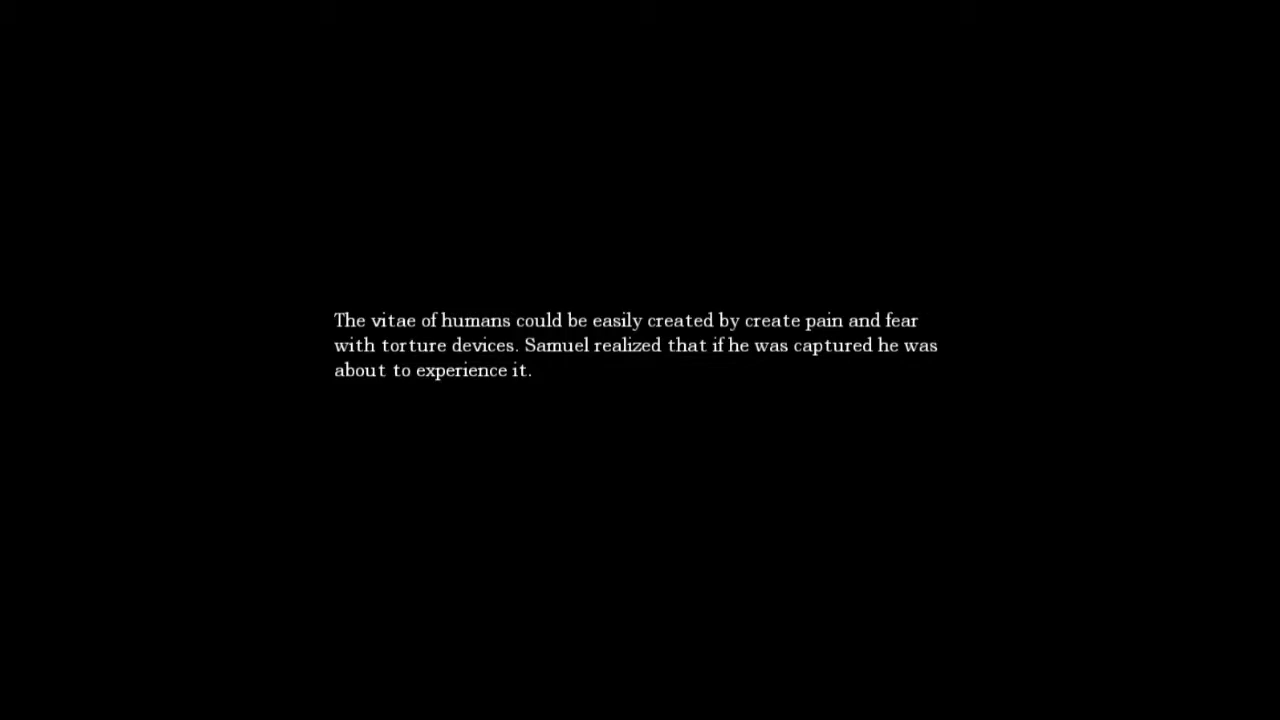 The vitae of humans could be easily created by create pain and fear
with torture devices. Samuel realized that if he was captured he was
about to experience it.